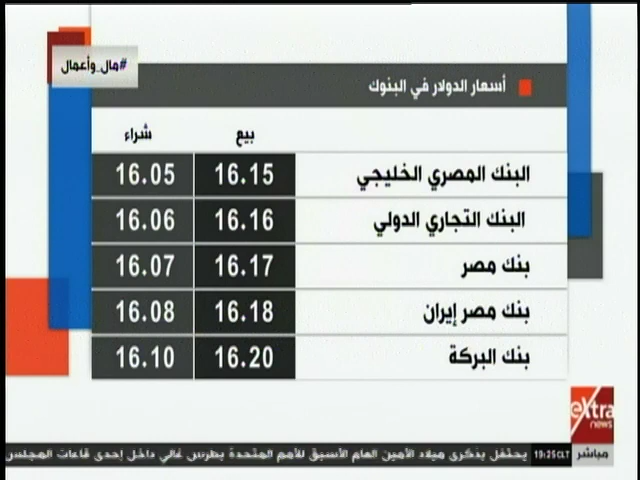 #مال_وأعمال
أسعار الدولار في البنوك
بيع شراء
البنك المصري الخليجي 16.15 16.05
البنك التجاري الدولي 16.16 16.06
بنك مصر 16.17 16.07
بنك مصر إيران 16.18 16.08
بنك البركة 16.20 16.10
eXtra
news
مباشر
19:25CLT يحتفل بذكرى ميلاد الأمين العام الأسبق للأمم المتحدة بطرس غالي داخل إحدى قاعات المجلس